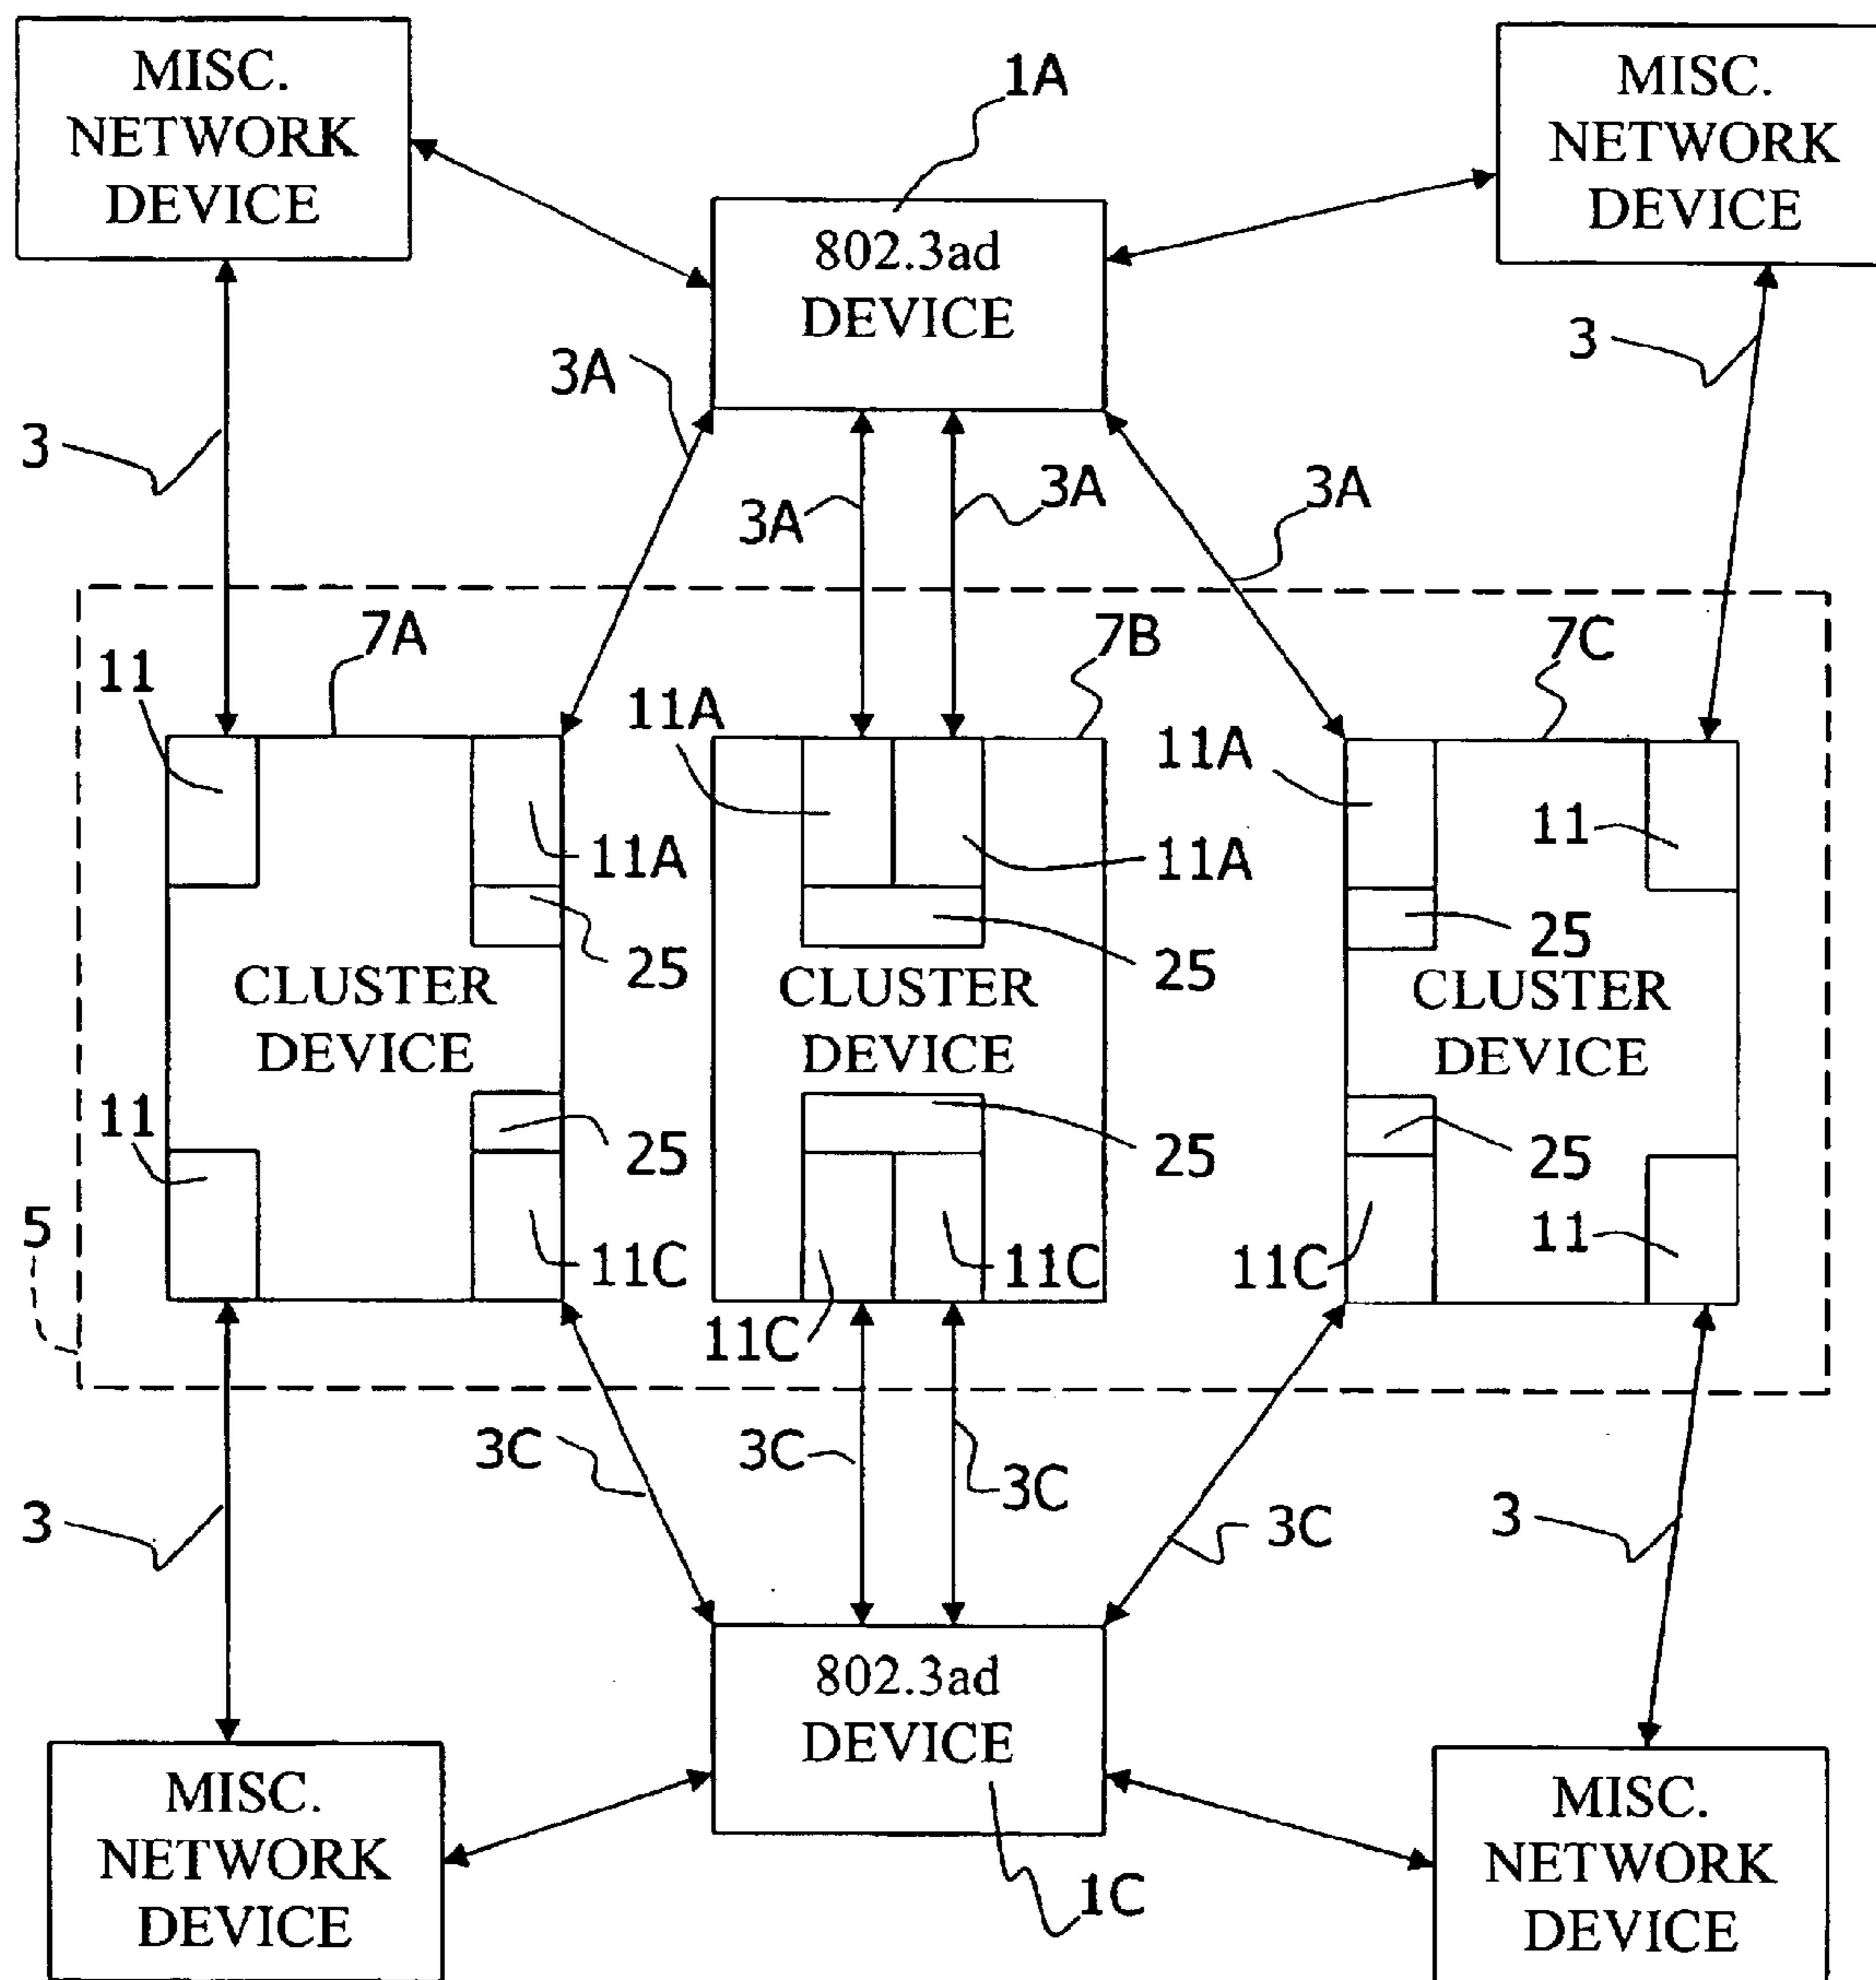 MISC.
NETWORK
DEVICE
1A
MISC.
NETWORK
DEVICE
802.3ad
DEVICE
3A
3
3
3A
3A
3A
7A
7B
7C
11
11A
11A
11A
11A
11
25
25
25
CLUSTER
DEVICE
CLUSTER
DEVICE
CLUSTER
DEVICE
11
25
25
25
5
11C
11C
11C
11
11C
3C
3C
3C
3C
3
3
802.3ad
DEVICE
MISC.
NETWORK
DEVICE
1C
MISC.
NETWORK
DEVICE